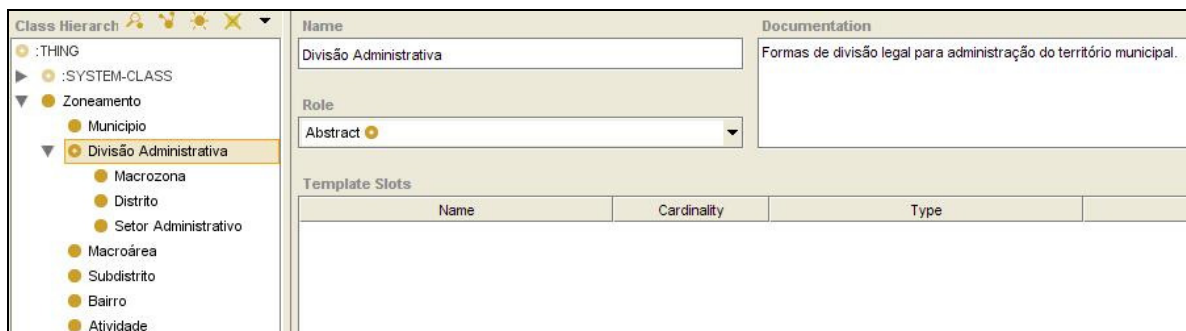 Class Hierarch
:THING
:SYSTEM-CLASS
Zoneamento
Municipio
Divisão Administrativa
Macrozona
Distrito
Setor Administrativo
Macroárea
Subdistrito
Bairro
Atividade
Name
Divisão Administrativa
Role
Abstract
Documentation
Formas de divisão legal para administração do território municipal.
Template Slots
Name Cardinality Type